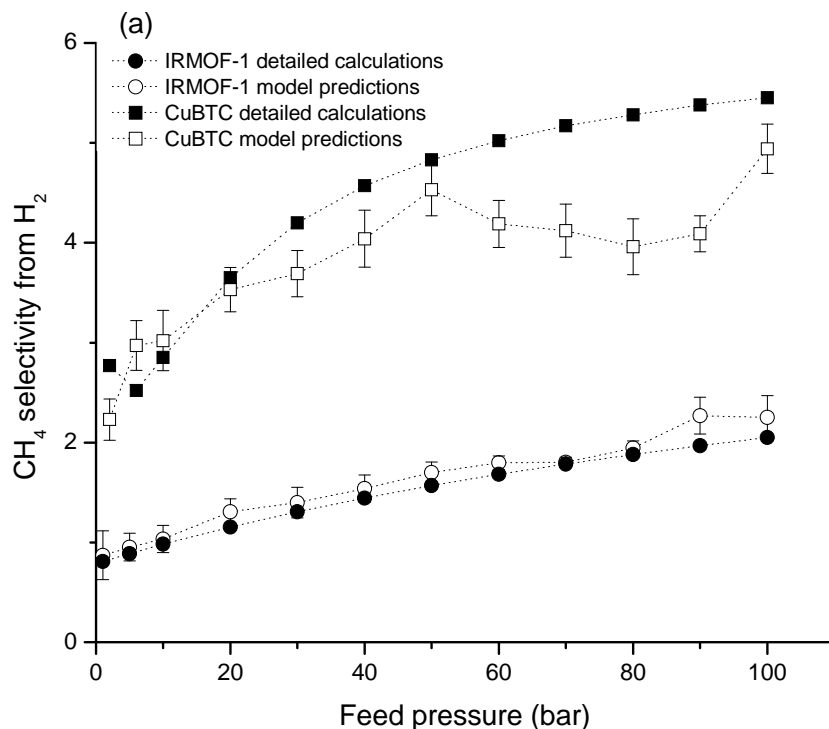 (a)
6
IRMOF-1 detailed calculations
IRMOF-1 model predictions
CuBTC detailed calculations
CuBTC model predictions
4
2
0
0
20
40
60
80
100
CH₄ selectivity from H₂
Feed pressure (bar)